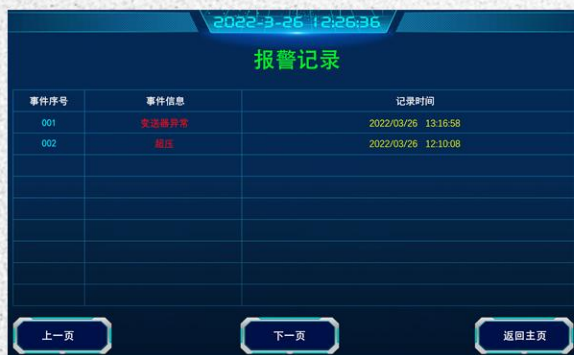 2022-3-26 12:26:36
报警记录
事件序号 事件信息 记录时间
001 变送器异常 2022/03/26 13:16:58
002 超压 2022/03/26 12:10:08
上一页 下一页 返回主页